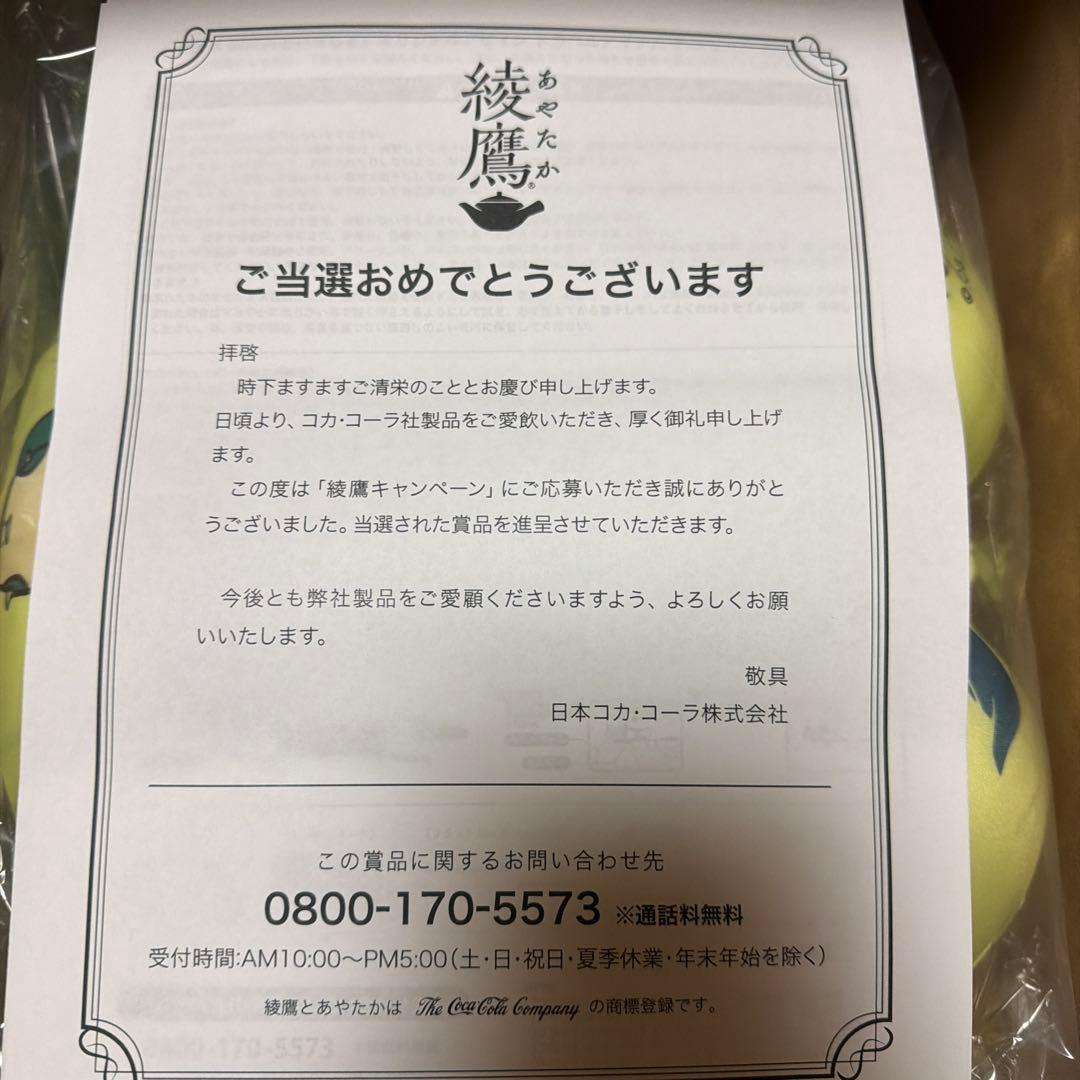 綾鷹
あやたか
®
ご当選おめでとうございます
拝啓
時下ますますご清栄のこととお慶び申し上げます。
日頃より、コカ・コーラ社製品をご愛飲いただき、厚く御礼申し上げ
ます。
この度は「綾鷹キャンペーン」にご応募いただき誠にありがと
うございました。当選された賞品を進呈させていただきます。
今後とも弊社製品をご愛顧くださいますよう、よろしくお願
いいたします。
敬具
日本コカ・コーラ株式会社
この賞品に関するお問い合わせ先
0800-170-5573 ※通話料無料
受付時間:AM10:00〜PM5:00(土・日・祝日・夏季休業・年末年始を除く)
綾鷹とあやたかは The Coca-Cola Company の商標登録です。